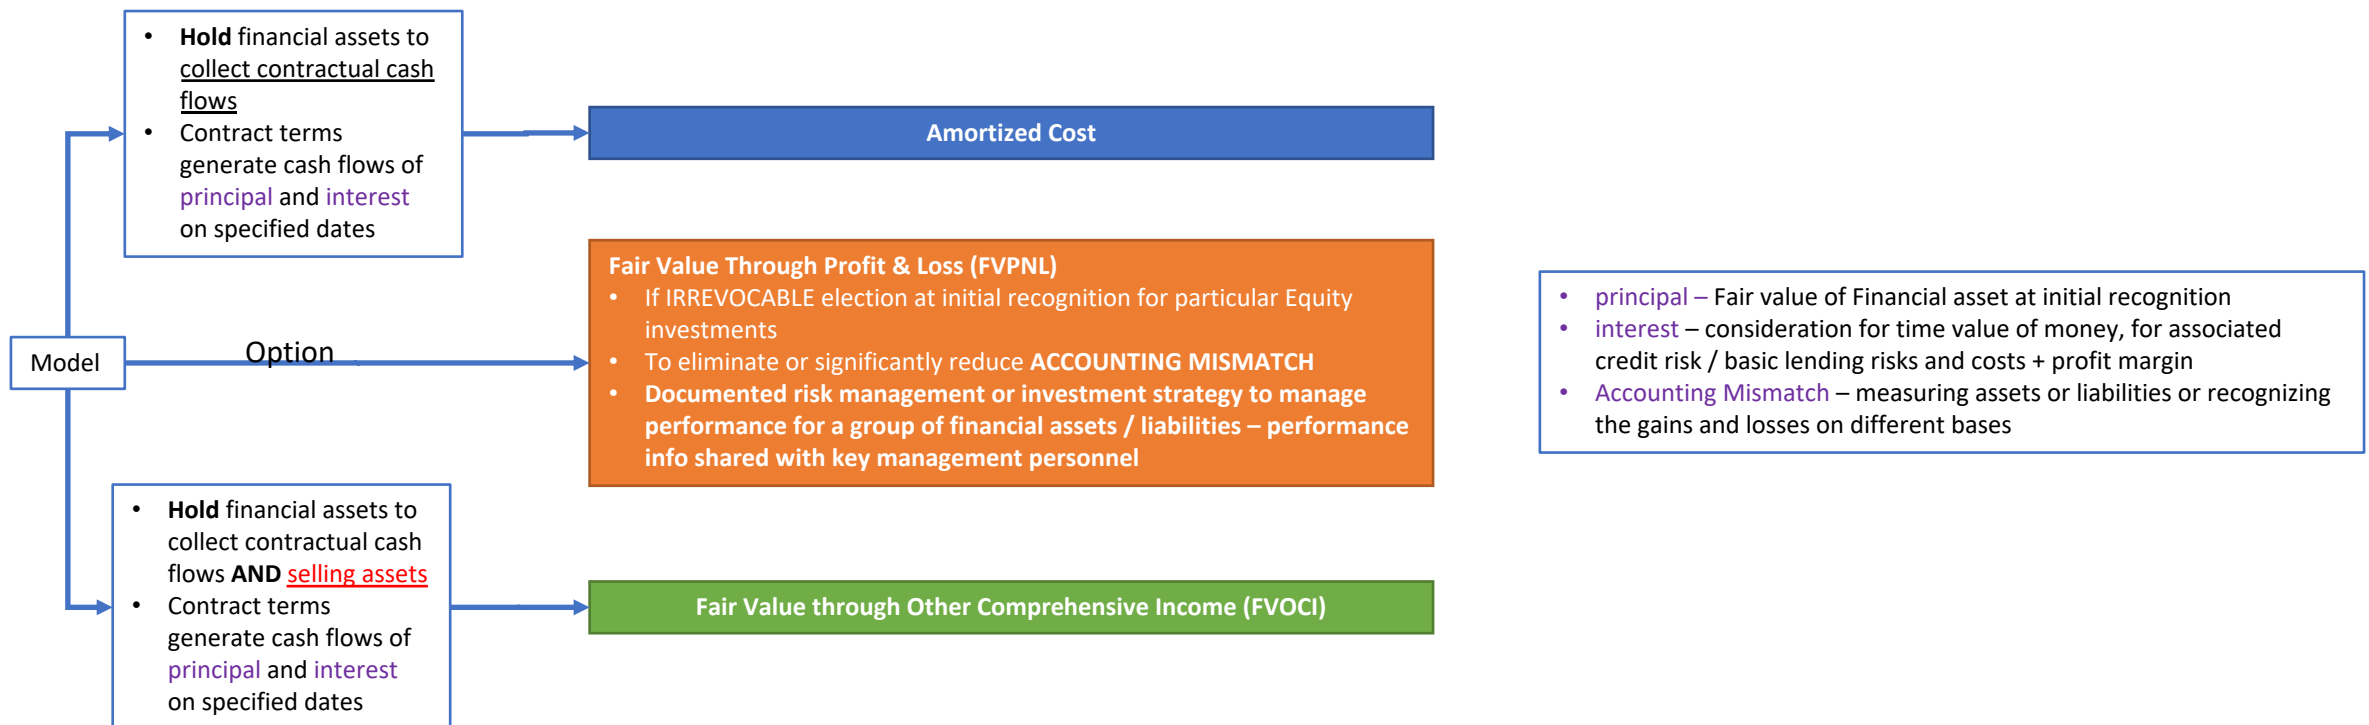 • Hold financial assets to
collect contractual cash
flows
• Contract terms
generate cash flows of
principal and interest
on specified dates
Amortized Cost
Model
Option
Fair Value Through Profit & Loss (FVPNL)
• If IRREVOCABLE election at initial recognition for particular Equity
investments
• To eliminate or significantly reduce ACCOUNTING MISMATCH
• Documented risk management or investment strategy to manage
performance for a group of financial assets / liabilities – performance
info shared with key management personnel
• principal – Fair value of Financial asset at initial recognition
• interest – consideration for time value of money, for associated
credit risk / basic lending risks and costs + profit margin
• Accounting Mismatch – measuring assets or liabilities or recognizing
the gains and losses on different bases
• Hold financial assets to
collect contractual cash
flows AND selling assets
• Contract terms
generate cash flows of
principal and interest
on specified dates
Fair Value through Other Comprehensive Income (FVOCI)